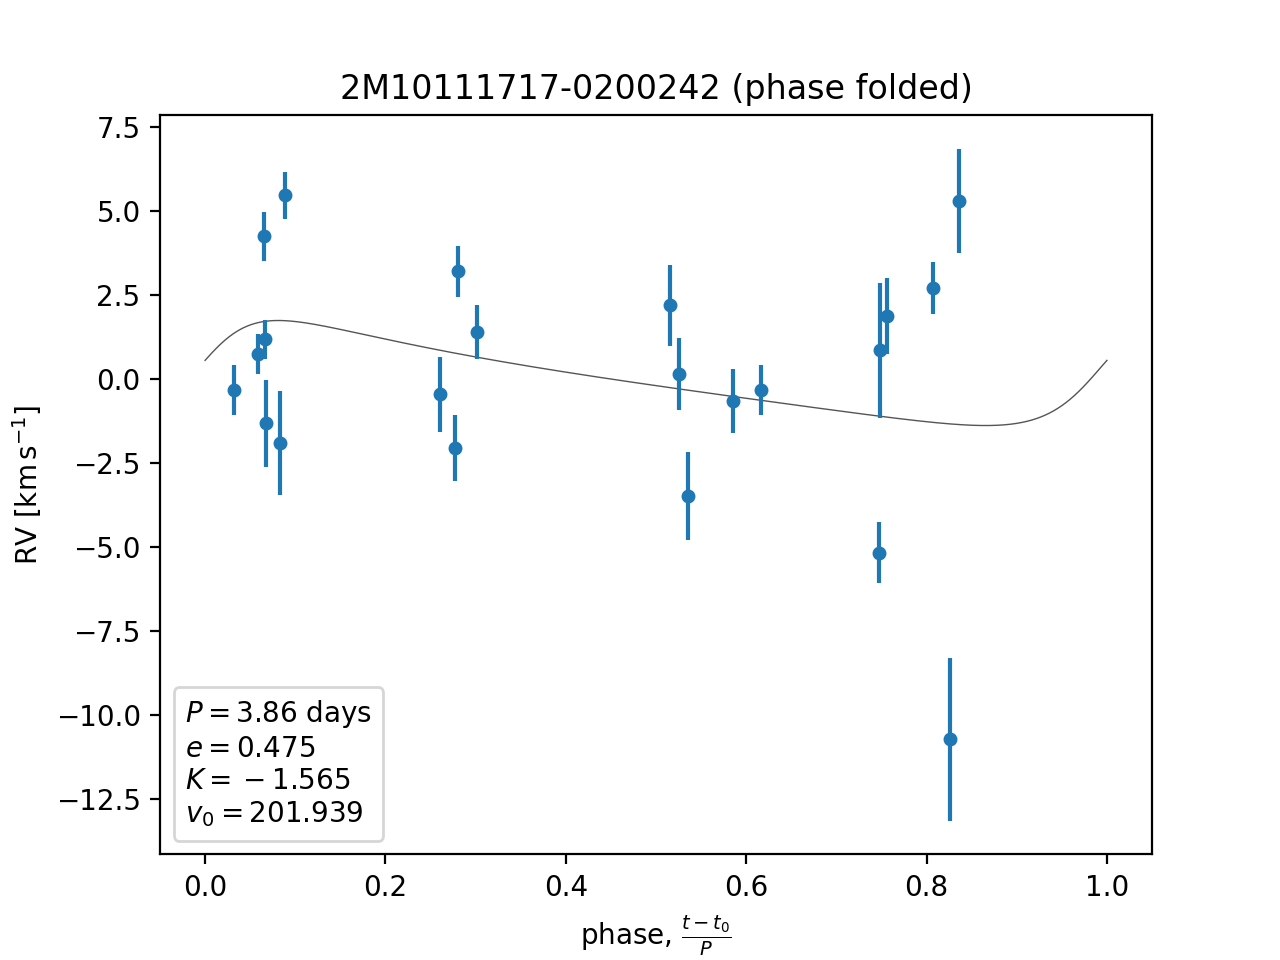 2M10111717-0200242 (phase folded)
7.5
5.0
2.5
0.0
−2.5
−5.0
−7.5
−10.0
−12.5
RV [km s⁻¹]
P = 3.86 days
e = 0.475
K = −1.565
v₀ = 201.939
0.0 0.2 0.4 0.6 0.8 1.0
phase, (t − t₀)/P